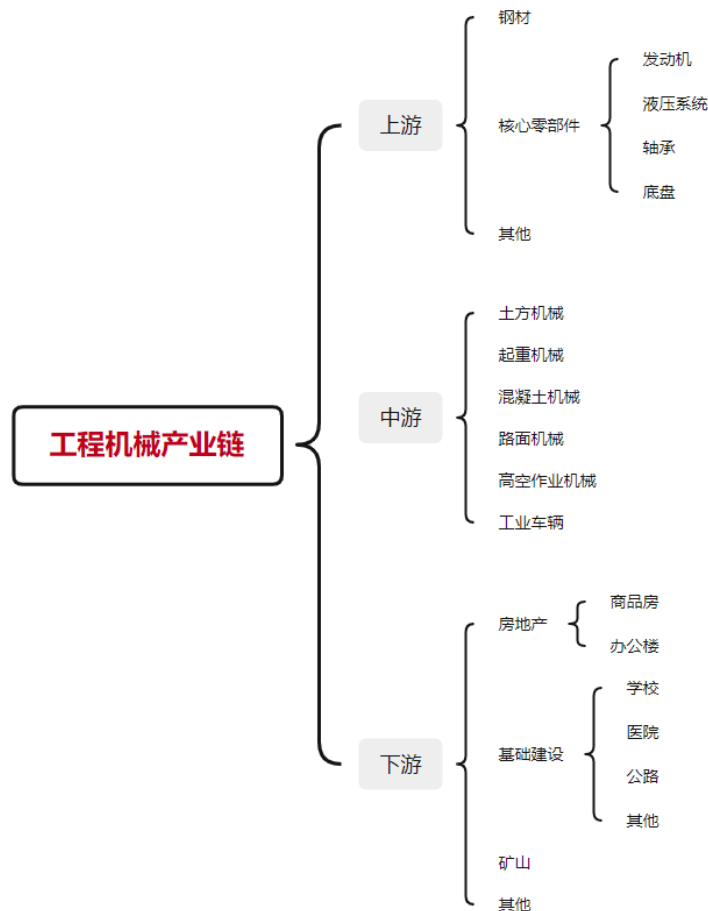 工程机械产业链
上游
钢材
核心零部件
发动机
液压系统
轴承
底盘
其他
中游
土方机械
起重机械
混凝土机械
路面机械
高空作业机械
工业车辆
下游
房地产
商品房
办公楼
基础建设
学校
医院
公路
其他
矿山
其他